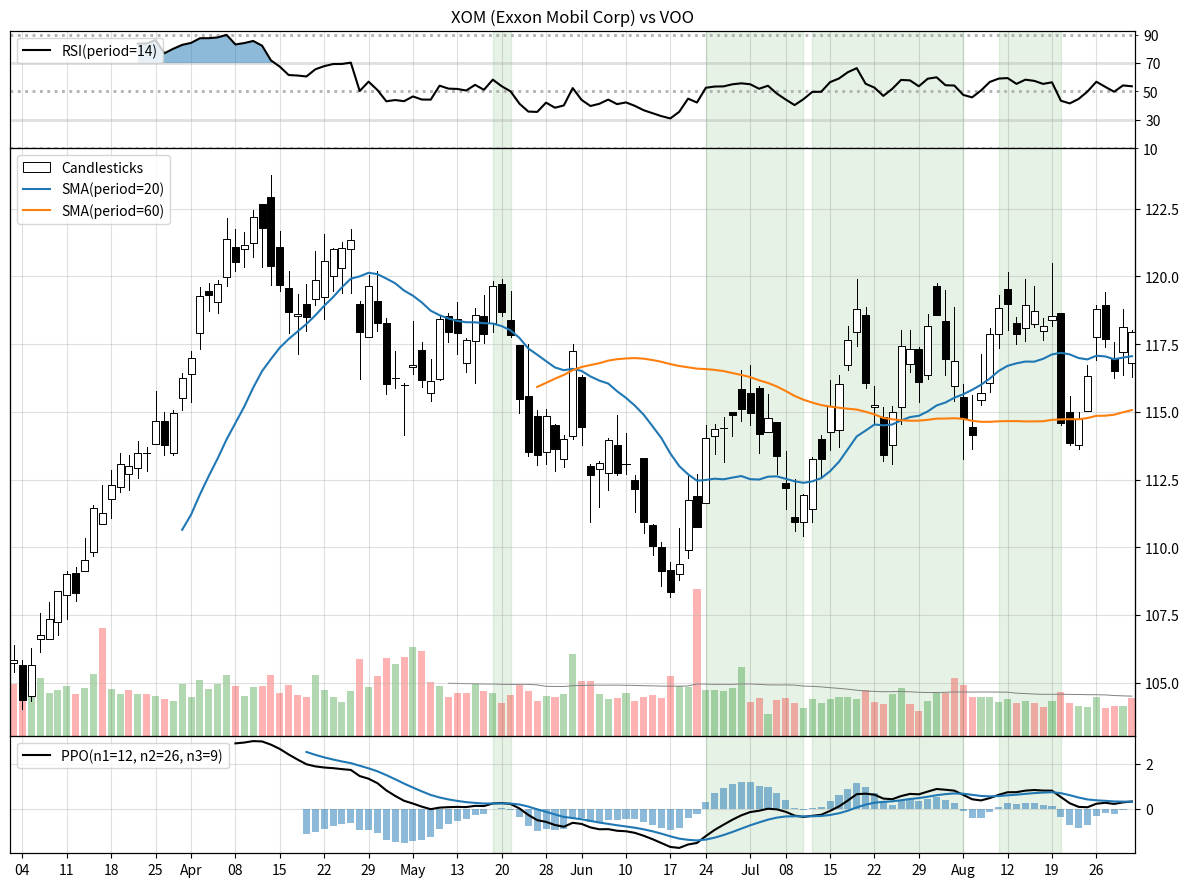 XOM (Exxon Mobil Corp) vs VOO
RSI(period=14)
90
70
50
30
10
Candlesticks
SMA(period=20)
SMA(period=60)
122.5
120.0
117.5
115.0
112.5
110.0
107.5
105.0
PPO(n1=12, n2=26, n3=9)
2
0
04 11 18 25 Apr 08 15 22 29 May 13 20 28 Jun 10 17 24 Jul 08 15 22 29 Aug 12 19 26